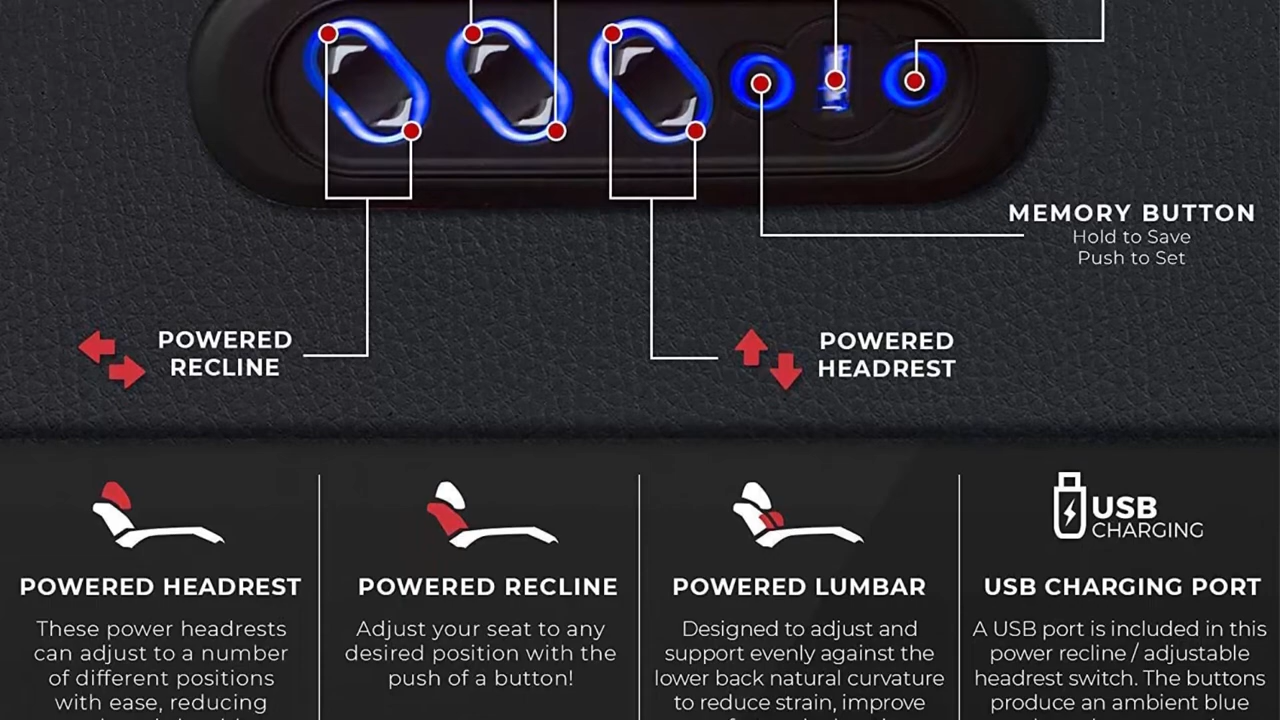 MEMORY BUTTON
Hold to Save
Push to Set
POWERED
RECLINE
POWERED
HEADREST
USB
CHARGING
POWERED HEADREST
These power headrests
can adjust to a number
of different positions
with ease, reducing
POWERED RECLINE
Adjust your seat to any
desired position with the
push of a button!
POWERED LUMBAR
Designed to adjust and
support evenly against the
lower back natural curvature
to reduce strain, improve
USB CHARGING PORT
A USB port is included in this
power recline / adjustable
headrest switch. The buttons
produce an ambient blue